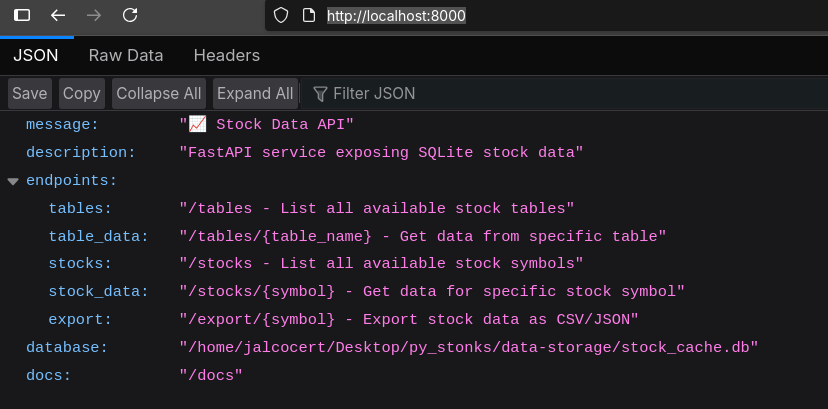 http://localhost:8000
JSON Raw Data Headers
Save Copy Collapse All Expand All Filter JSON
message: "📈 Stock Data API"
description: "FastAPI service exposing SQLite stock data"
endpoints:
tables: "/tables - List all available stock tables"
table_data: "/tables/{table_name} - Get data from specific table"
stocks: "/stocks - List all available stock symbols"
stock_data: "/stocks/{symbol} - Get data for specific stock symbol"
export: "/export/{symbol} - Export stock data as CSV/JSON"
database: "/home/jalcocert/Desktop/py_stonks/data-storage/stock_cache.db"
docs: "/docs"